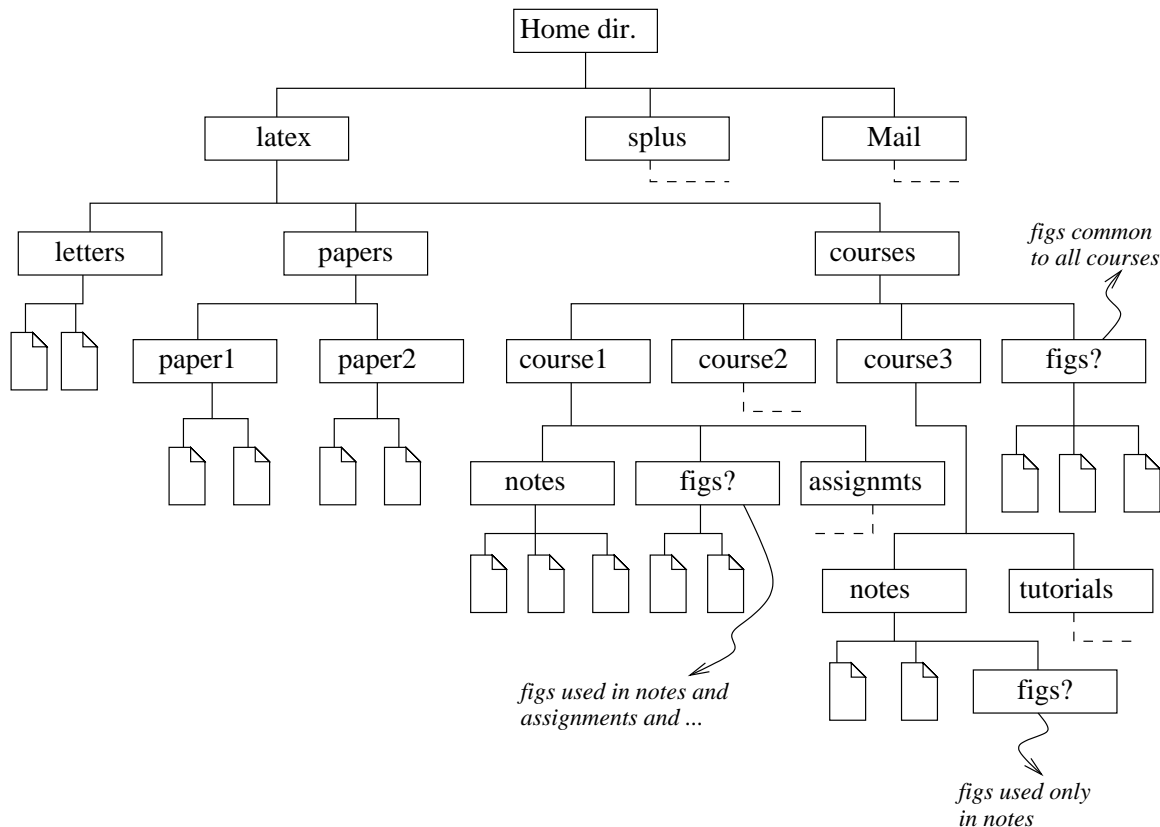 Home dir.
latex
splus
Mail
letters
papers
courses
figs common
to all courses
paper1
paper2
course1
course2
course3
figs?
notes
figs?
assignmts
notes
tutorials
figs used in notes and
assignments and ...
figs?
figs used only
in notes